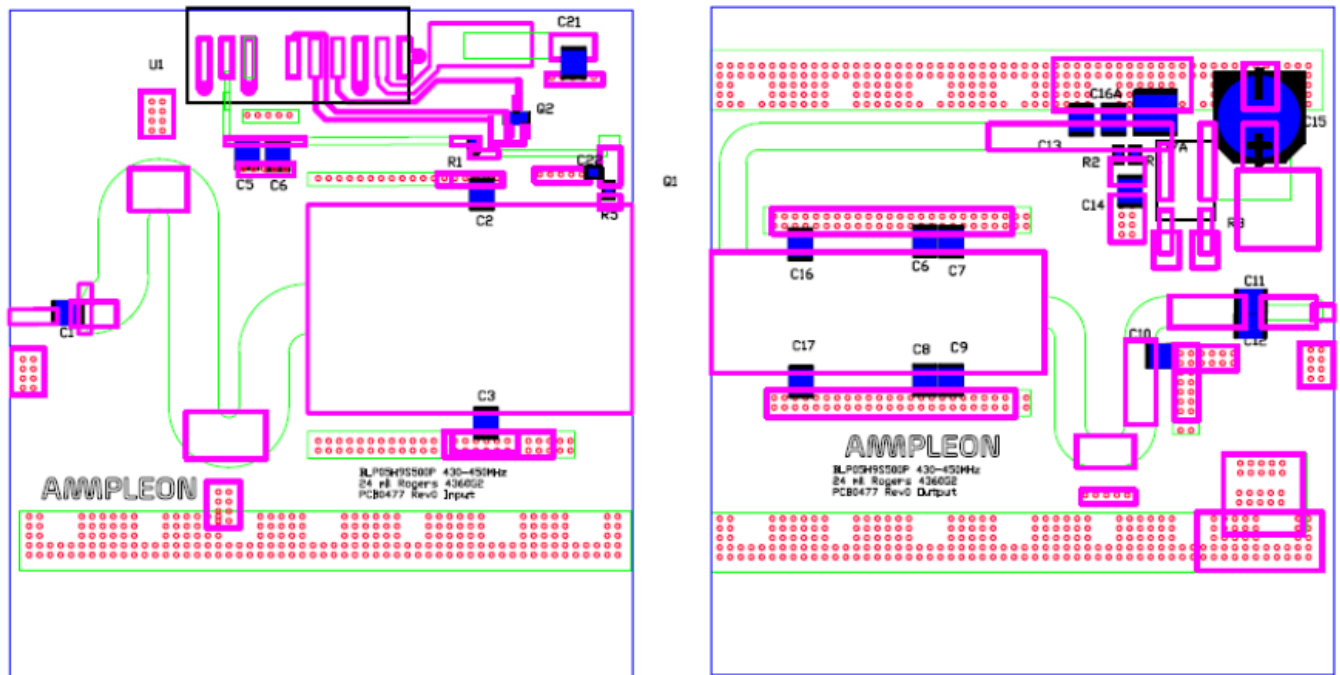 C21
U1
Q2
R1
C22
C5 C6
Q1
C2
R5
C1
C3
AMPLEON
BLP05H9S500P 430-450MHz
24 mil Rogers 4360G2
PCB0477 Rev0 Input
C16A
C15
C13
R2 R 7A
C14
R3
C16
C6 C7
C11
C10
C12
C17
C8 C9
AMPLEON
BLP05H9S500P 430-450MHz
24 mil Rogers 4360G2
PCB0477 Rev0 Output